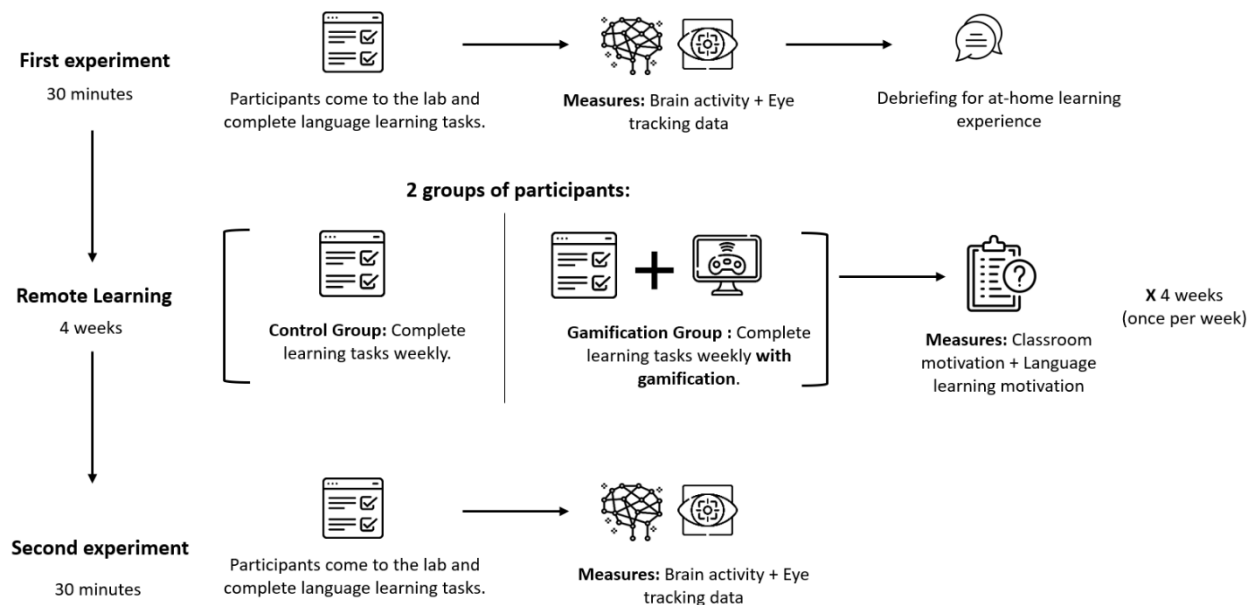 First experiment
30 minutes
Participants come to the lab and
complete language learning tasks.
Measures: Brain activity + Eye
tracking data
Debriefing for at-home learning
experience
2 groups of participants:
Remote Learning
4 weeks
Control Group: Complete
learning tasks weekly.
Gamification Group : Complete
learning tasks weekly with
gamification.
?
Measures: Classroom
motivation + Language
learning motivation
X 4 weeks
(once per week)
Second experiment
30 minutes
Participants come to the lab and
complete language learning tasks.
Measures: Brain activity + Eye
tracking data